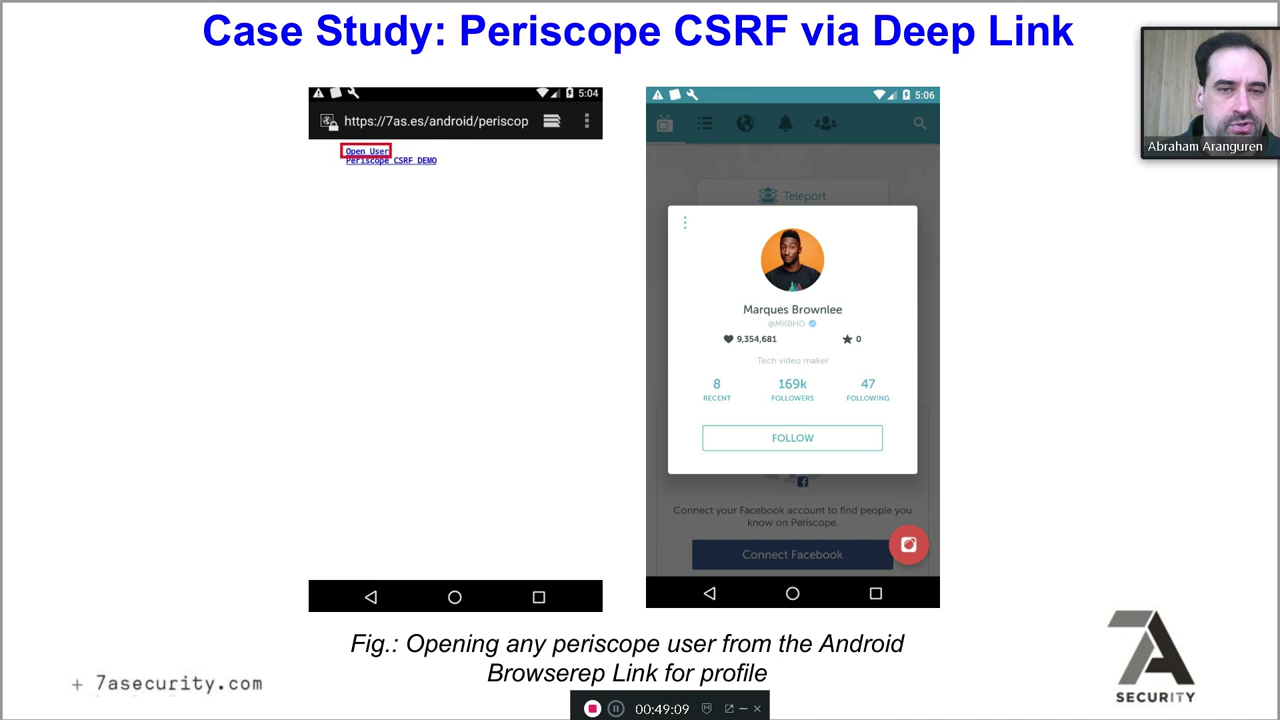 Case Study: Periscope CSRF via Deep Link
Abraham Aranguren
5:04
https://7as.es/android/periscop
Open User
Periscope CSRF DEMO
5:06
Teleport
Marques Brownlee
@MKBHD
9,354,681
0
Tech video maker
8 169k 47
RECENT FOLLOWERS FOLLOWING
FOLLOW
Connect your Facebook account to find people you
know on Periscope.
Connect Facebook
Fig.: Opening any periscope user from the Android
Browserep Link for profile
+ 7asecurity.com
7A
SECURITY
00:49:09